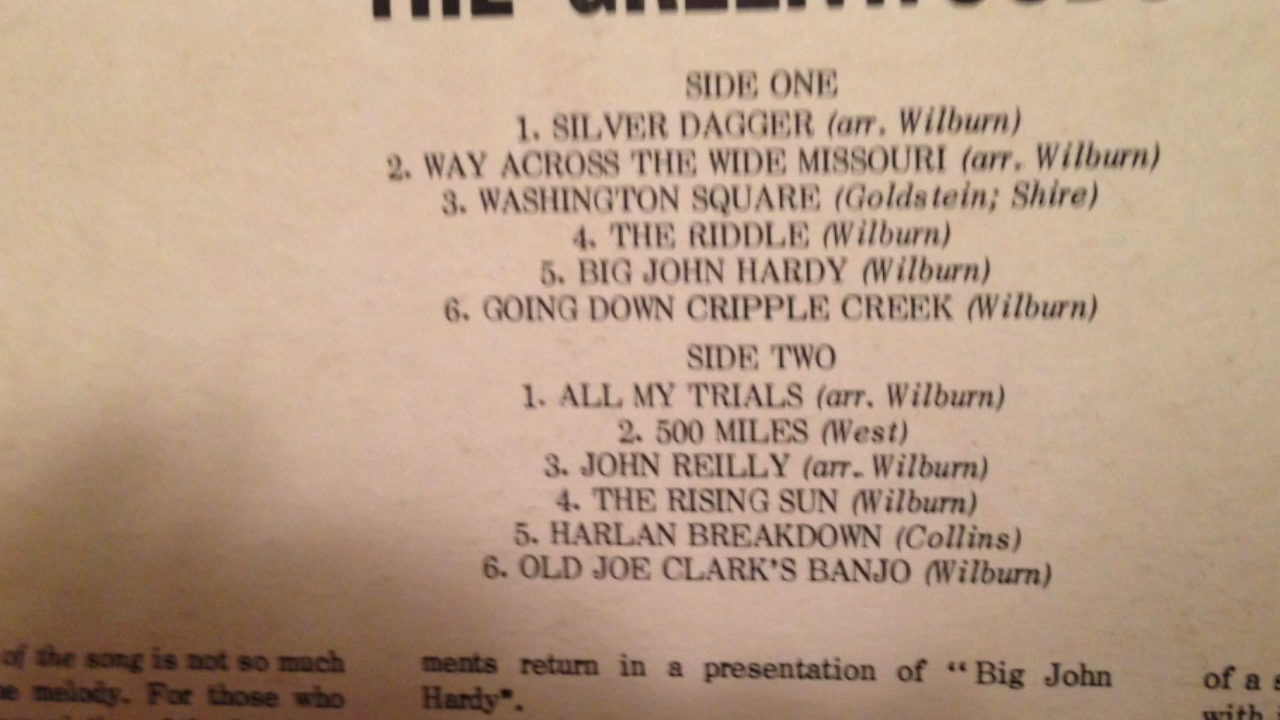 THE GREENWOODS
SIDE ONE
1. SILVER DAGGER (arr. Wilburn)
2. WAY ACROSS THE WIDE MISSOURI (arr. Wilburn)
3. WASHINGTON SQUARE (Goldstein; Shire)
4. THE RIDDLE (Wilburn)
5. BIG JOHN HARDY (Wilburn)
6. GOING DOWN CRIPPLE CREEK (Wilburn)
SIDE TWO
1. ALL MY TRIALS (arr. Wilburn)
2. 500 MILES (West)
3. JOHN REILLY (arr. Wilburn)
4. THE RISING SUN (Wilburn)
5. HARLAN BREAKDOWN (Collins)
6. OLD JOE CLARK'S BANJO (Wilburn)
of the song is not so much
melody. For those who
ments return in a presentation of “Big John
Hardy”.
of a
with